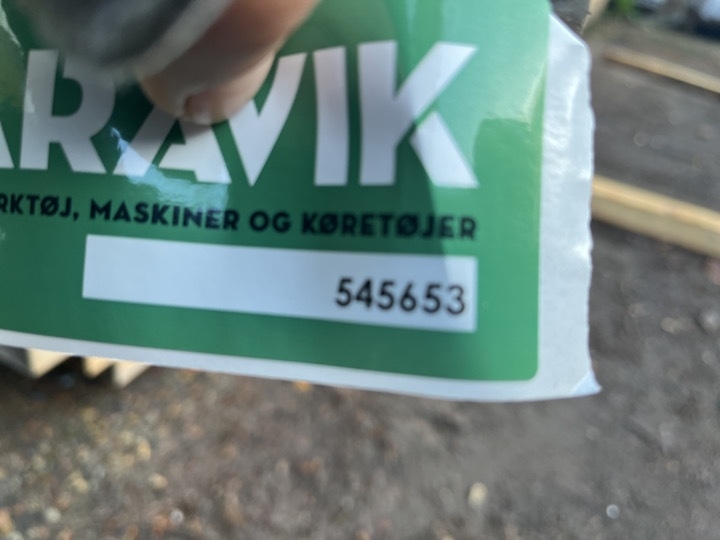 ARAVIK
RKTØJ, MASKINER OG KØRETØJER
545653